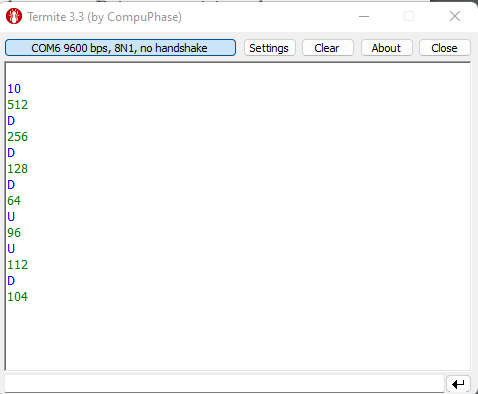 Termite 3.3 (by CompuPhase)
COM6 9600 bps, 8N1, no handshake Settings Clear About Close
10
512
D
256
D
128
D
64
U
96
U
112
D
104